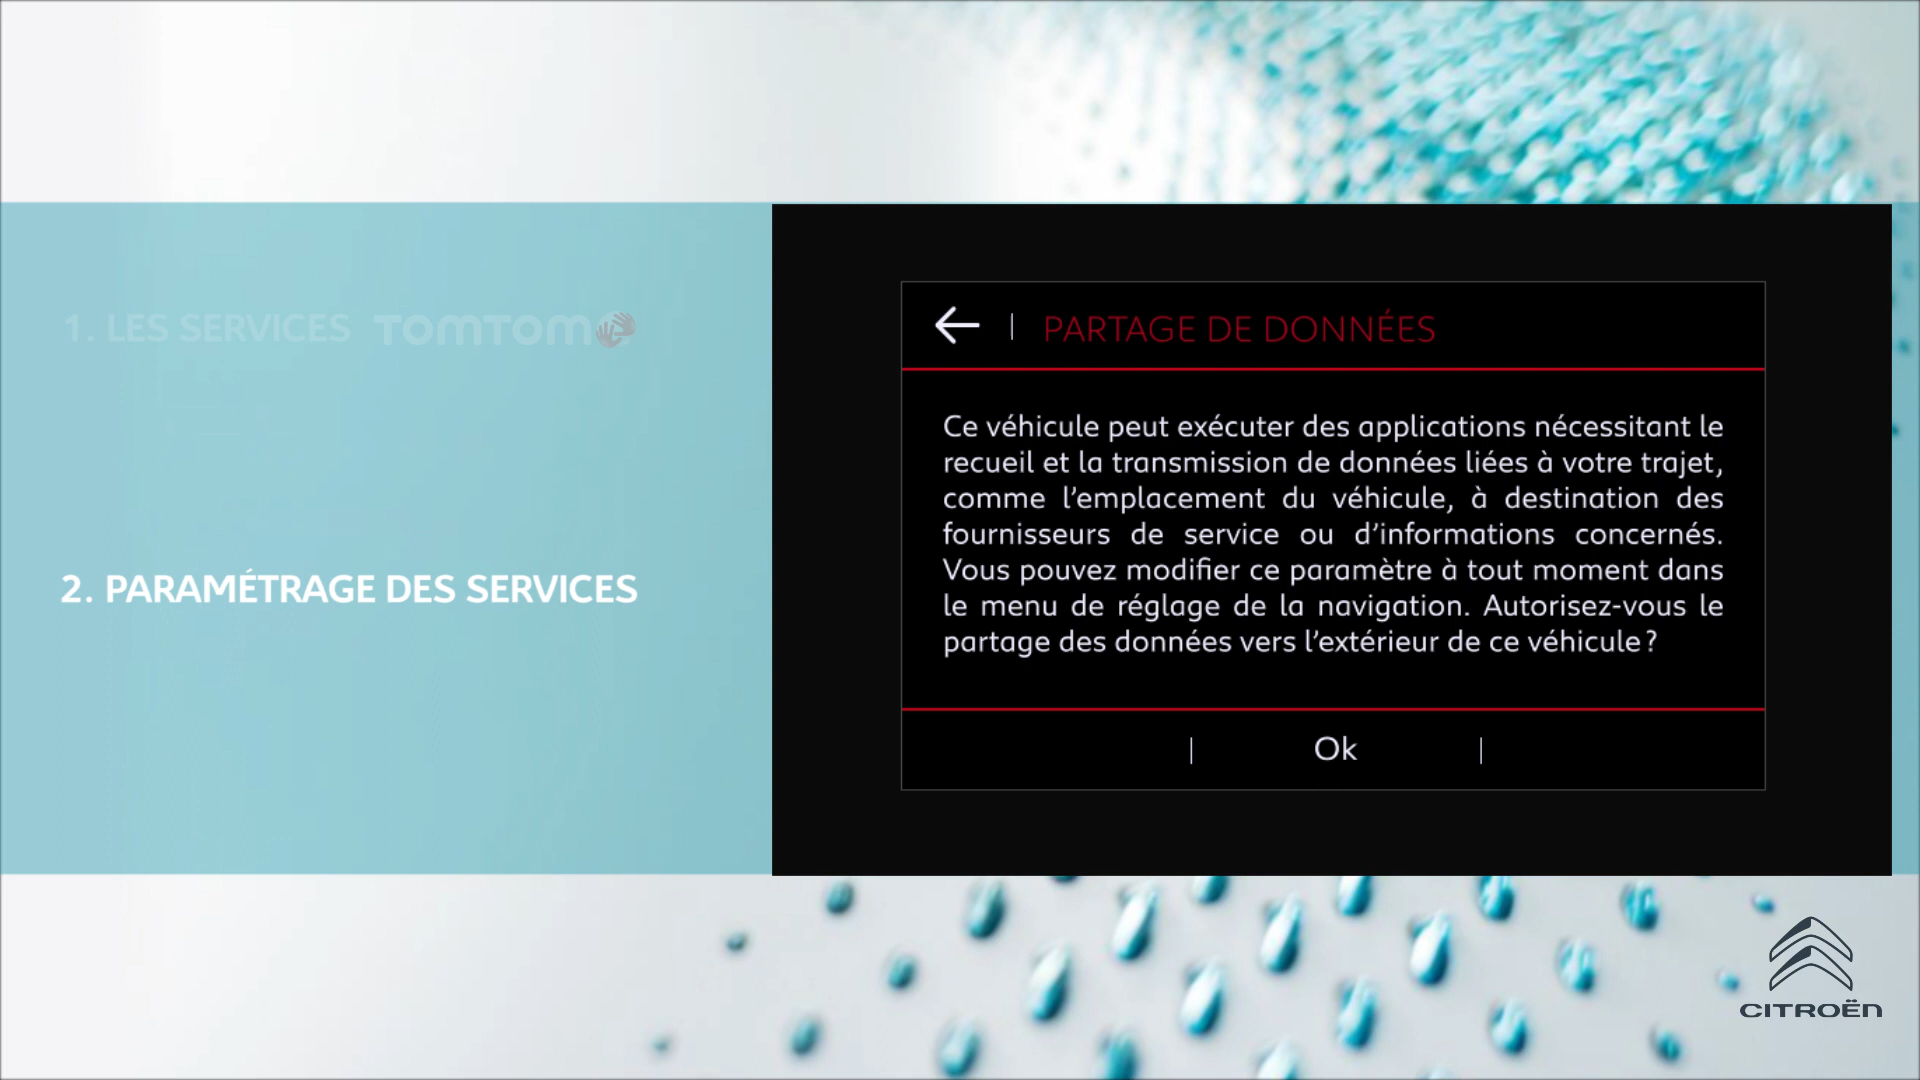 1. LES SERVICES TOMTOM
2. PARAMÉTRAGE DES SERVICES
PARTAGE DE DONNÉES
Ce véhicule peut exécuter des applications nécessitant le
recueil et la transmission de données liées à votre trajet,
comme l'emplacement du véhicule, à destination des
fournisseurs de service ou d'informations concernés.
Vous pouvez modifier ce paramètre à tout moment dans
le menu de réglage de la navigation. Autorisez-vous le
partage des données vers l'extérieur de ce véhicule ?
Ok
CITROËN